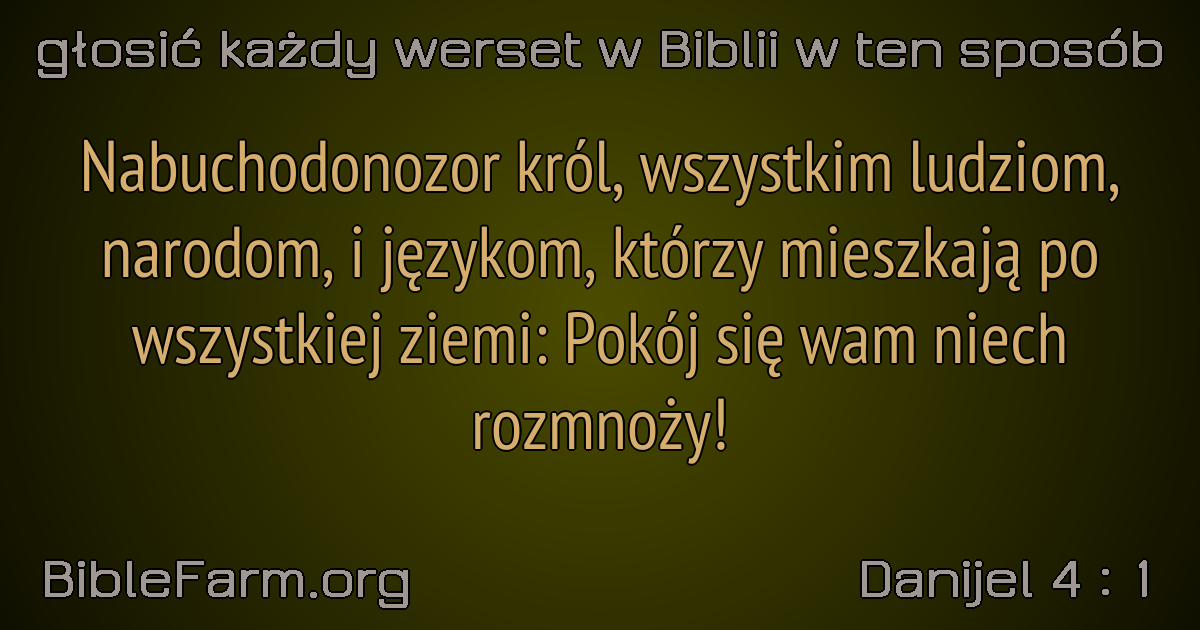 głosić każdy werset w Biblii w ten sposób
Nabuchodonozor król, wszystkim ludziom,
narodom, i językom, którzy mieszkają po
wszystkiej ziemi: Pokój się wam niech
rozmnoży!
BibleFarm.org
Danijel 4 : 1